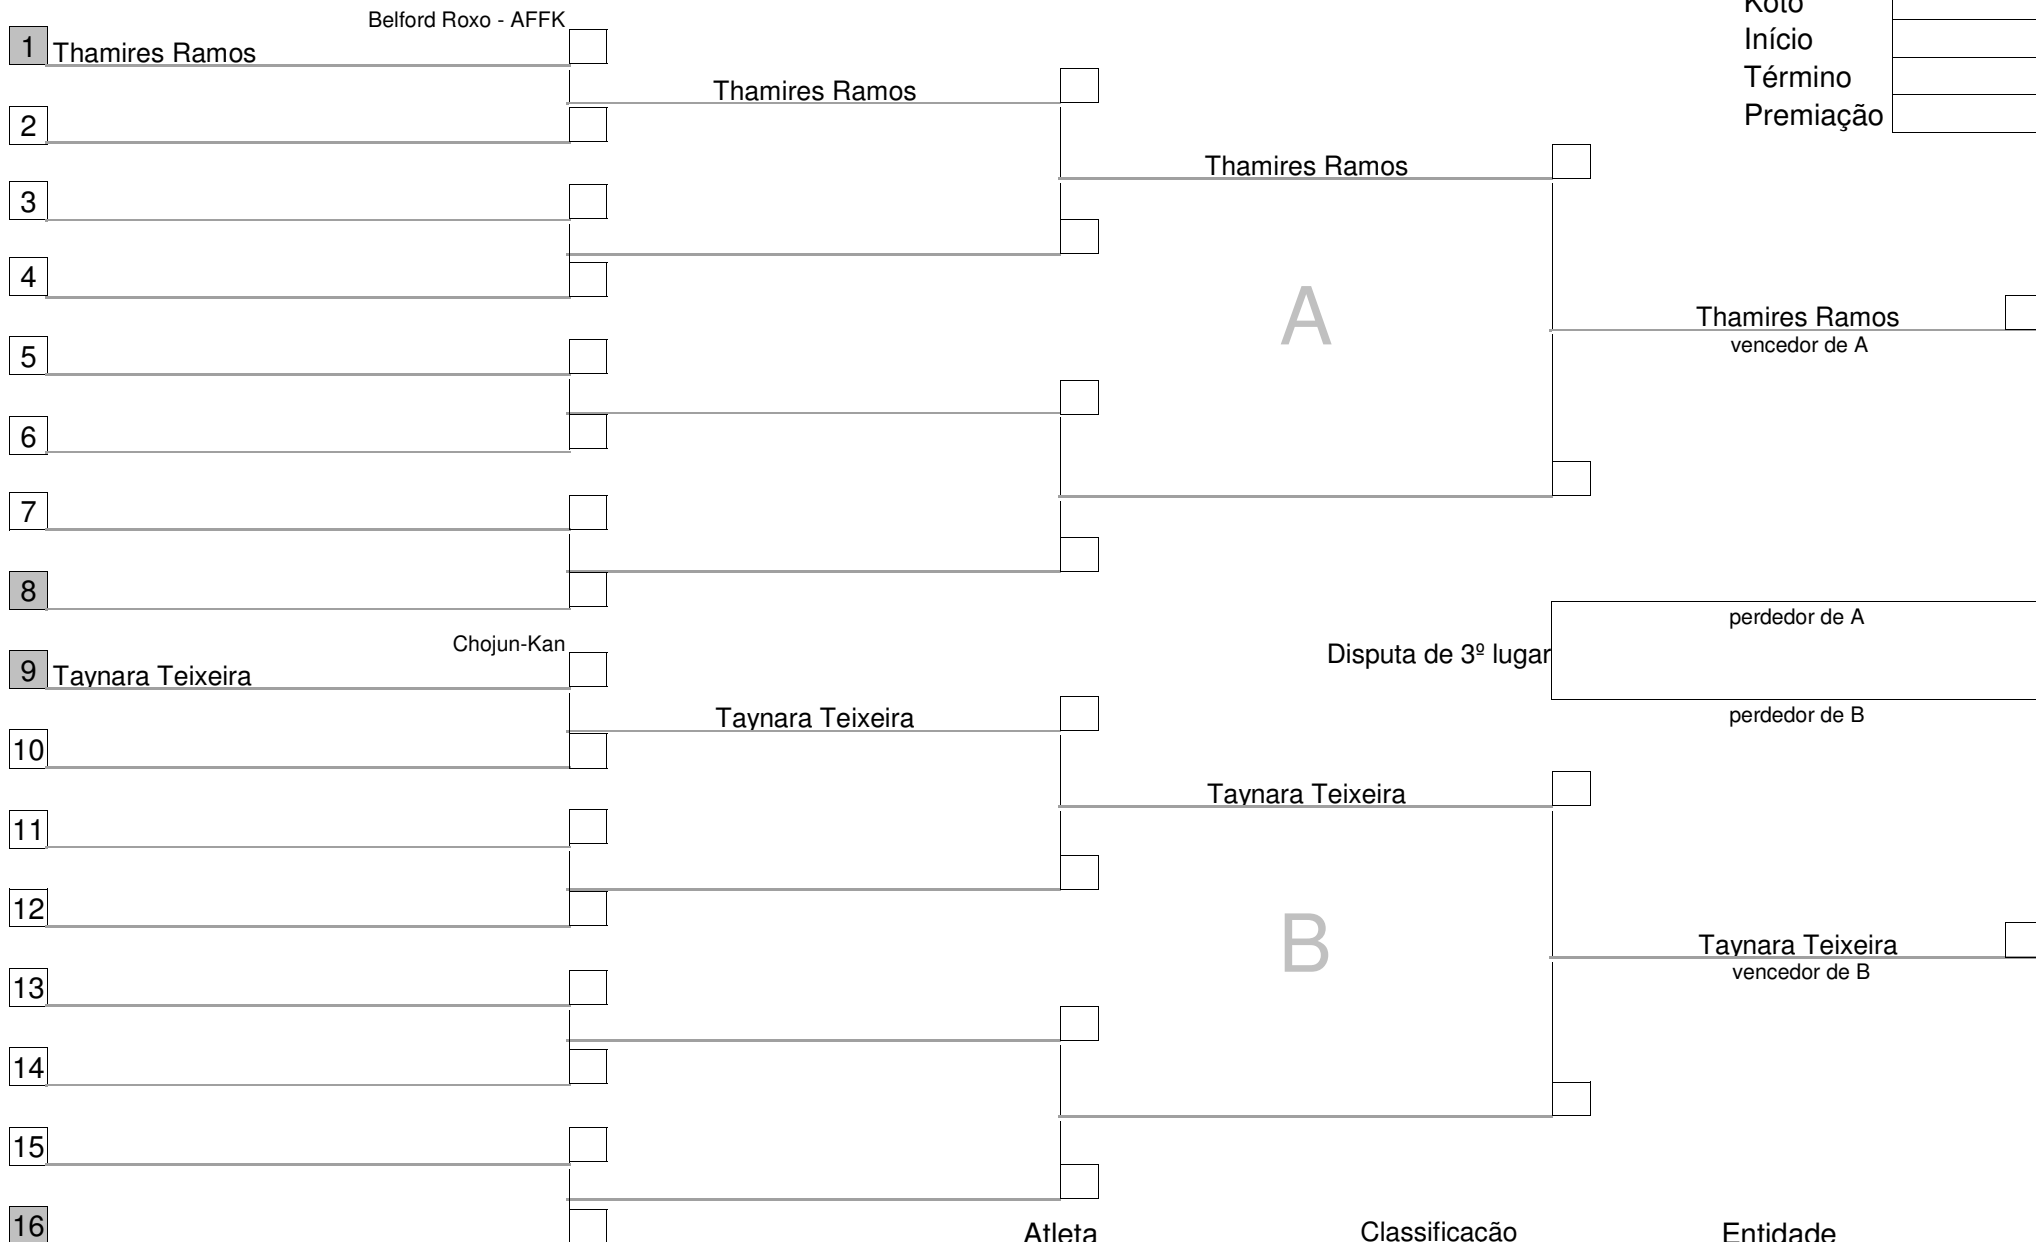 Belford Roxo - AFFK
Koto
1 Thamires Ramos
Início
Thamires Ramos
Término
2
Premiação
Thamires Ramos
3
4
A
Thamires Ramos
vencedor de A
5
6
7
8
perdedor de A
Chojun-Kan
Disputa de 3º lugar
9 Taynara Teixeira
Taynara Teixeira
perdedor de B
10
Taynara Teixeira
11
12
B
Taynara Teixeira
vencedor de B
13
14
15
16
Atleta Classificação Entidade